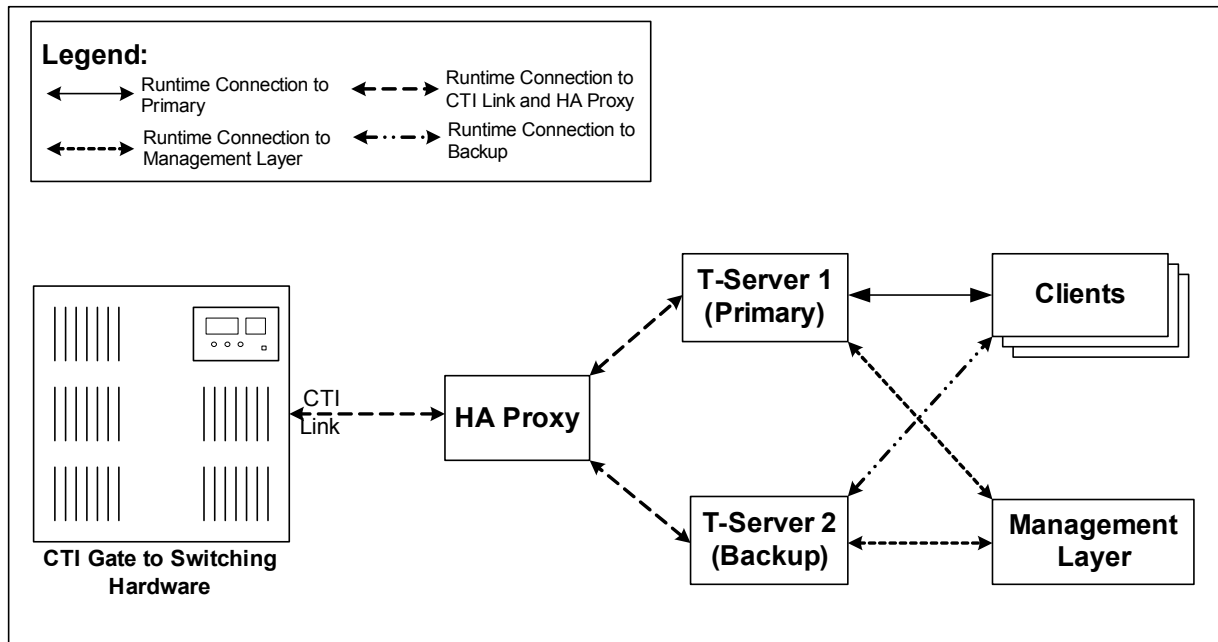 Legend:
Runtime Connection to
Primary
Runtime Connection to
CTI Link and HA Proxy
Runtime Connection to
Management Layer
Runtime Connection to
Backup
T-Server 1
(Primary)
Clients
CTI
Link
HA Proxy
T-Server 2
(Backup)
Management
Layer
CTI Gate to Switching
Hardware